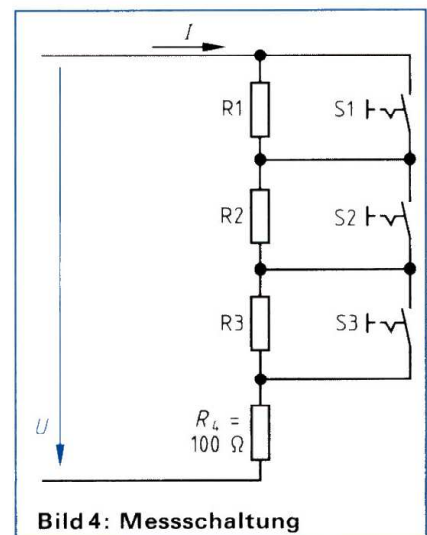 I
R1
S1
R2
S2
R3
S3
U
R₄ =
100 Ω
Bild 4: Messschaltung